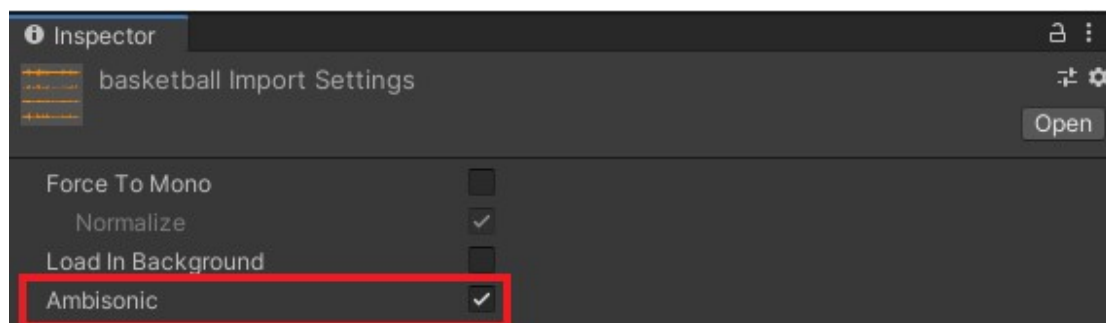 Inspector
basketball Import Settings
Open
Force To Mono
Normalize
Load In Background
Ambisonic